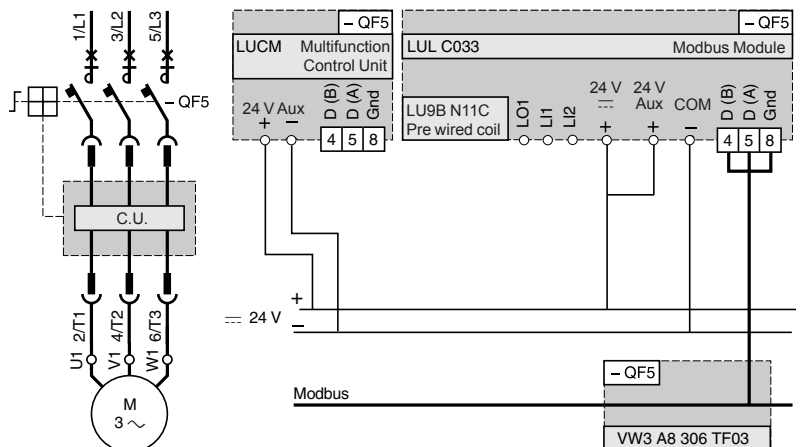 1/L1
3/L2
5/L3
– QF5
C.U.
2/T1
4/T2
6/T3
U1
V1
W1
M
3 ~
– QF5
LUCM Multifunction
Control Unit
24 V Aux
+ –
D (B)
D (A)
Gnd
4 5 8
– QF5
LUL C033 Modbus Module
LU9B N11C
Pre wired coil
LO1
LI1
LI2
24 V
⎓
+
24 V
Aux
+
COM
–
D (B)
D (A)
Gnd
4 5 8
+
⎓ 24 V
–
Modbus
– QF5
VW3 A8 306 TF03